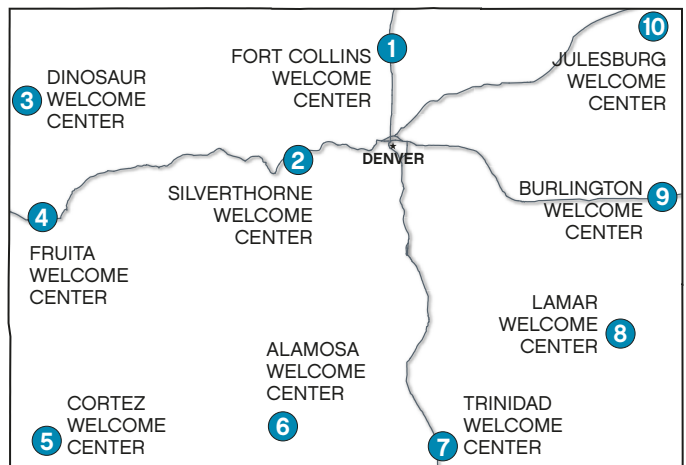 1
FORT COLLINS
WELCOME
CENTER
10
JULESBURG
WELCOME
CENTER
3
DINOSAUR
WELCOME
CENTER
2
SILVERTHORNE
WELCOME
CENTER
DENVER
4
FRUITA
WELCOME
CENTER
BURLINGTON
WELCOME
CENTER
9
LAMAR
WELCOME
CENTER
8
ALAMOSA
WELCOME
CENTER
6
5
CORTEZ
WELCOME
CENTER
7
TRINIDAD
WELCOME
CENTER